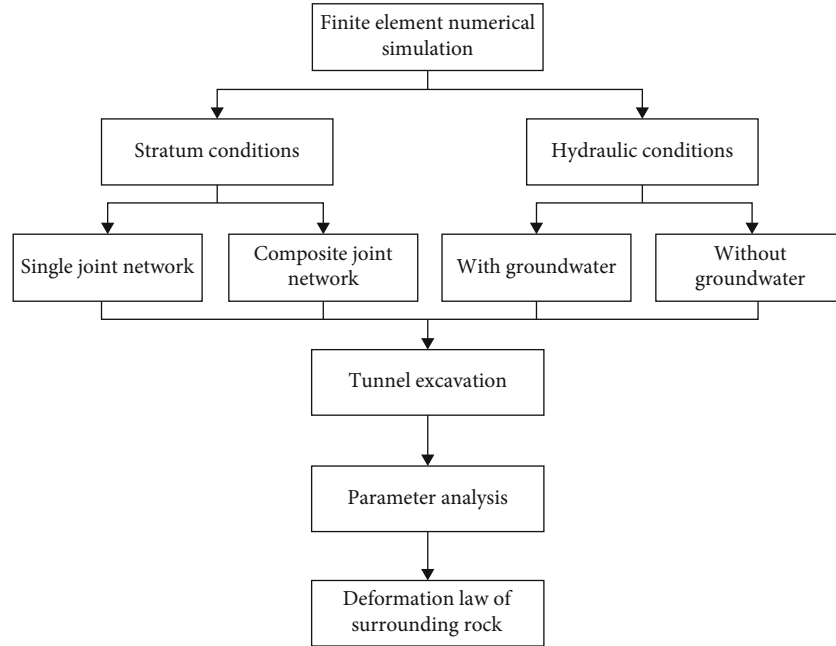 Finite element numerical
simulation
Stratum conditions
Hydraulic conditions
Single joint network
Composite joint
network
With groundwater
Without
groundwater
Tunnel excavation
Parameter analysis
Deformation law of
surrounding rock